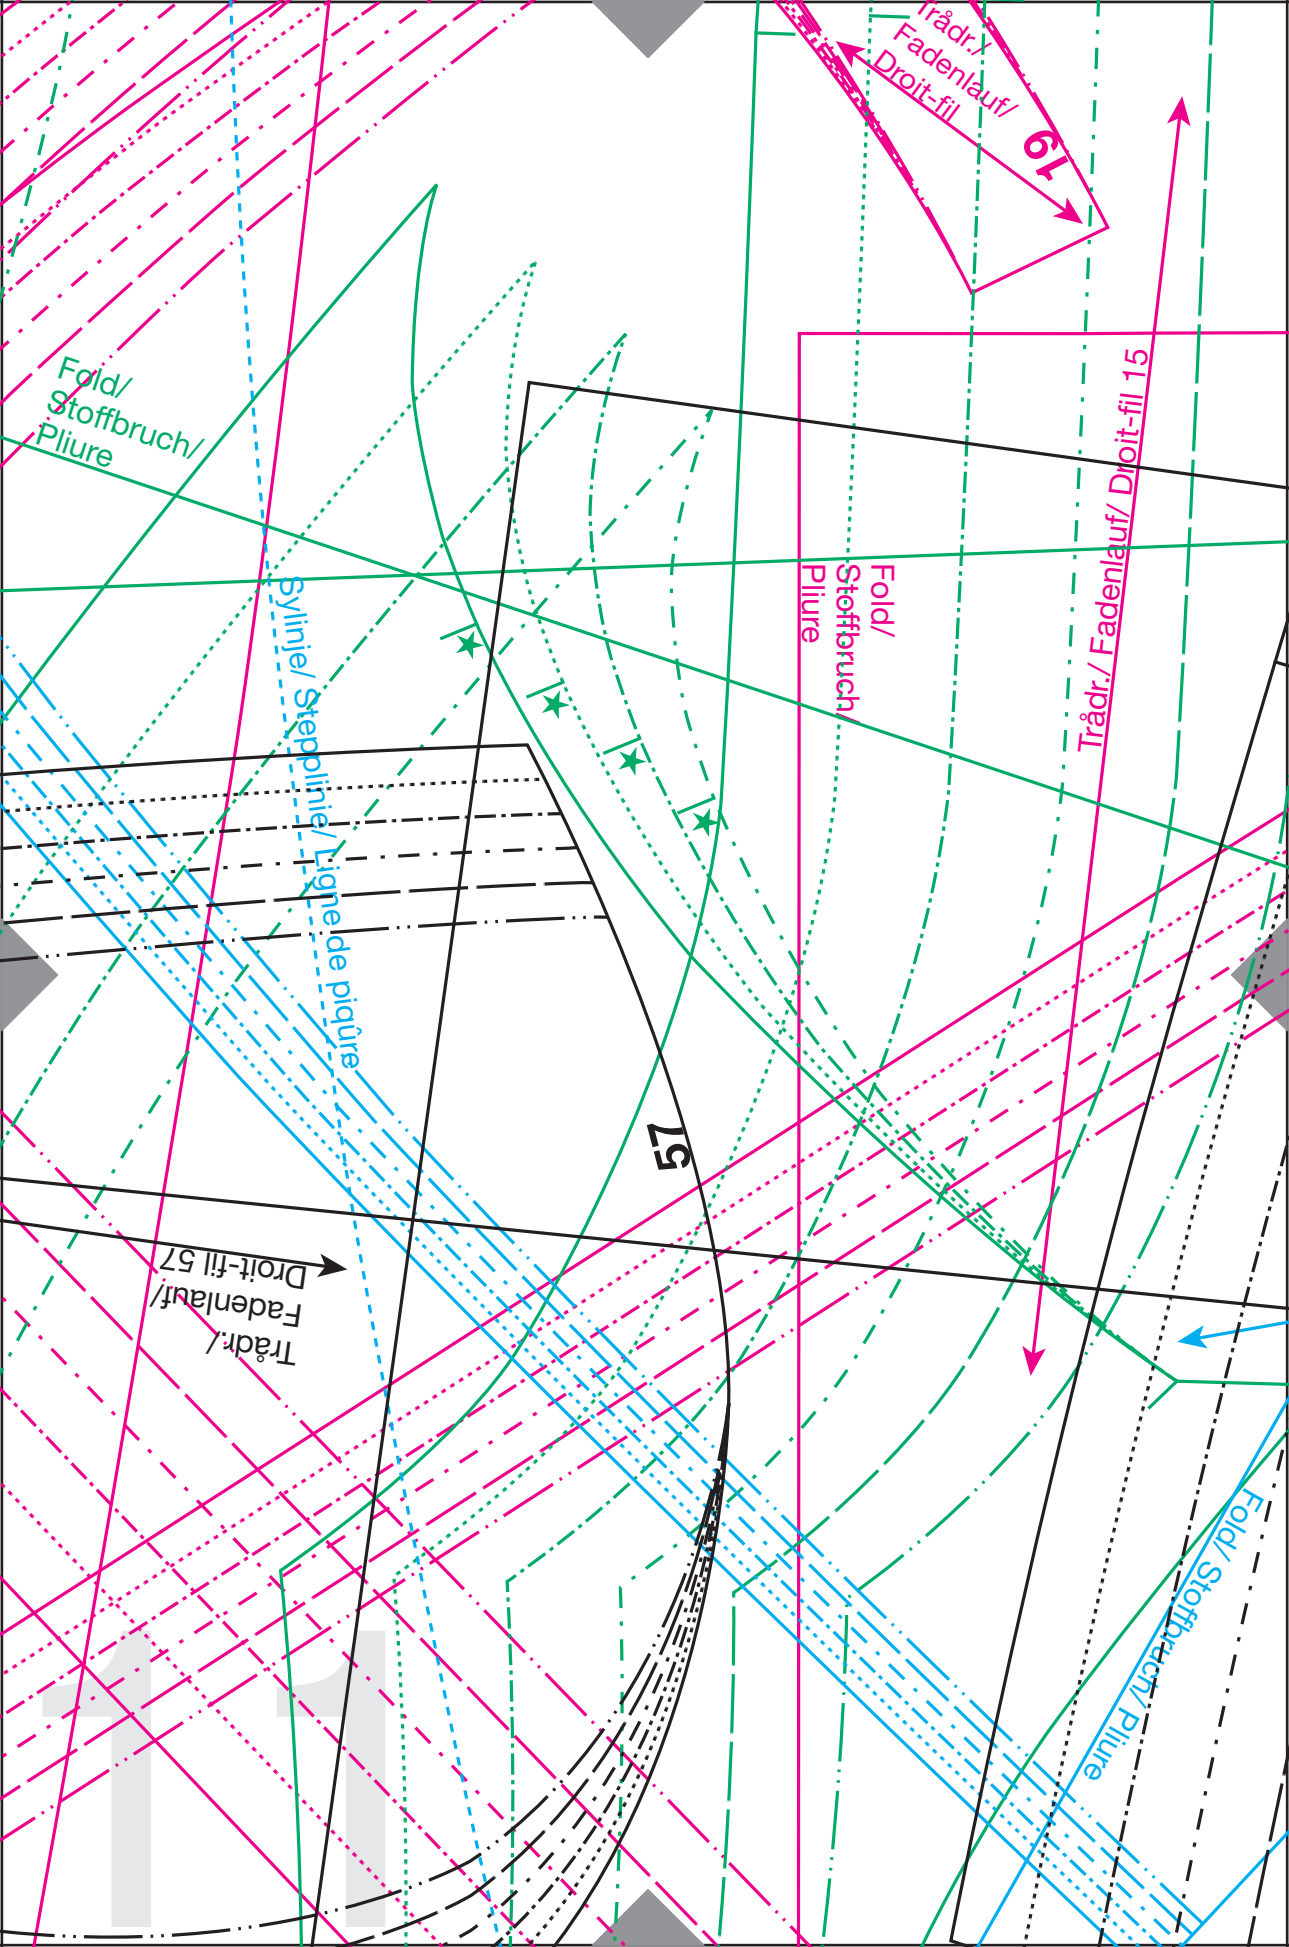 Trådr./
Fadenlauf/
Droit-fil
19
Fold/
Stoffbruch/
Pliure
Trådr./ Fadenlauf/ Droit-fil 15
Fold/
Stoffbruch/
Pliure
Sylinje/ Stepplinie/ Ligne de piqûre
57
Trådr./
Fadenlauf/
Droit-fil 57
Fold/ Stoffbruch/ Pliure
11